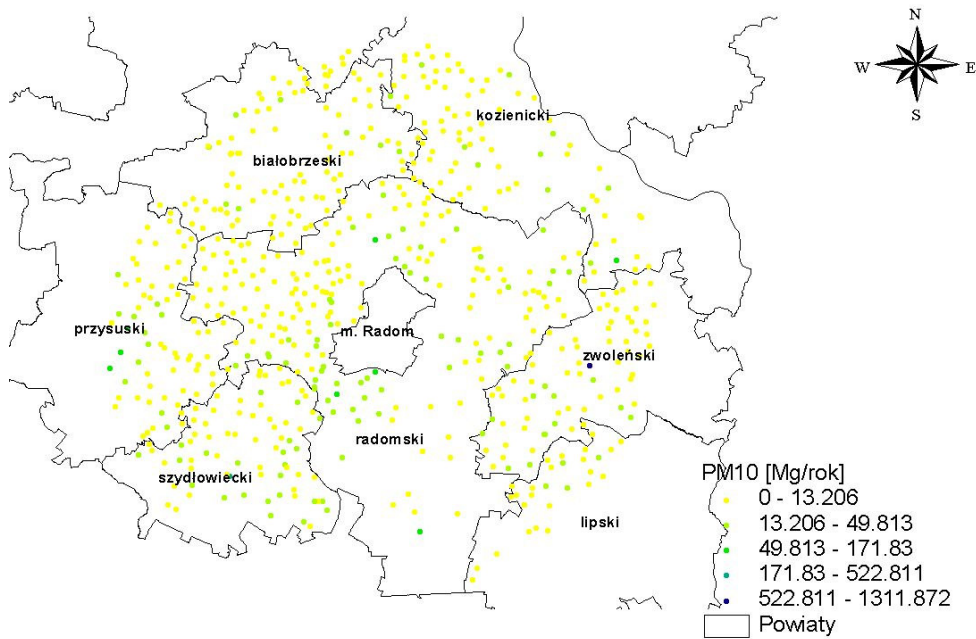 N
W E
S
kozienicki
białobrzeski
przysuski
m. Radom
zwoleński
radomski
szydłowiecki
lipski
PM10 [Mg/rok]
0 - 13.206
13.206 - 49.813
49.813 - 171.83
171.83 - 522.811
522.811 - 1311.872
Powiaty